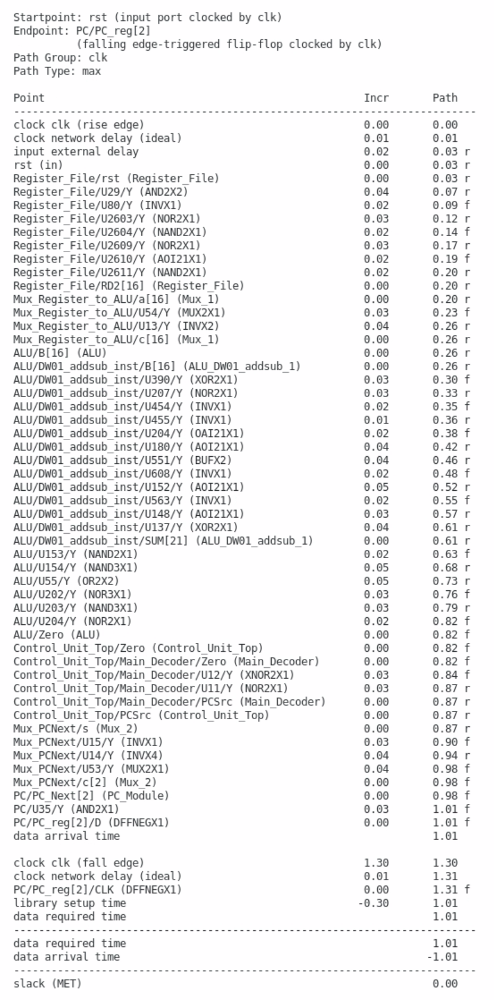 Startpoint: rst (input port clocked by clk)
Endpoint: PC/PC_reg[2]
(falling edge-triggered flip-flop clocked by clk)
Path Group: clk
Path Type: max
Point Incr Path
--------------------------------------------------------------------------
clock clk (rise edge) 0.00 0.00
clock network delay (ideal) 0.01 0.01
input external delay 0.02 0.03 r
rst (in) 0.00 0.03 r
Register_File/rst (Register_File) 0.00 0.03 r
Register_File/U29/Y (AND2X2) 0.04 0.07 r
Register_File/U80/Y (INVX1) 0.02 0.09 f
Register_File/U2603/Y (NOR2X1) 0.03 0.12 r
Register_File/U2604/Y (NAND2X1) 0.02 0.14 f
Register_File/U2609/Y (NOR2X1) 0.03 0.17 r
Register_File/U2610/Y (AOI21X1) 0.02 0.19 f
Register_File/U2611/Y (NAND2X1) 0.02 0.20 r
Register_File/RD2[16] (Register_File) 0.00 0.20 r
Mux_Register_to_ALU/a[16] (Mux_1) 0.00 0.20 r
Mux_Register_to_ALU/U54/Y (MUX2X1) 0.03 0.23 f
Mux_Register_to_ALU/U13/Y (INVX2) 0.04 0.26 r
Mux_Register_to_ALU/c[16] (Mux_1) 0.00 0.26 r
ALU/B[16] (ALU) 0.00 0.26 r
ALU/DW01_addsub_inst/B[16] (ALU_DW01_addsub_1) 0.00 0.26 r
ALU/DW01_addsub_inst/U390/Y (XOR2X1) 0.03 0.30 f
ALU/DW01_addsub_inst/U207/Y (NOR2X1) 0.03 0.33 r
ALU/DW01_addsub_inst/U454/Y (INVX1) 0.02 0.35 f
ALU/DW01_addsub_inst/U455/Y (INVX1) 0.01 0.36 r
ALU/DW01_addsub_inst/U204/Y (OAI21X1) 0.02 0.38 f
ALU/DW01_addsub_inst/U180/Y (AOI21X1) 0.04 0.42 r
ALU/DW01_addsub_inst/U551/Y (BUFX2) 0.04 0.46 r
ALU/DW01_addsub_inst/U608/Y (INVX1) 0.02 0.48 f
ALU/DW01_addsub_inst/U152/Y (AOI21X1) 0.05 0.52 r
ALU/DW01_addsub_inst/U563/Y (INVX1) 0.02 0.55 f
ALU/DW01_addsub_inst/U148/Y (AOI21X1) 0.03 0.57 r
ALU/DW01_addsub_inst/U137/Y (XOR2X1) 0.04 0.61 r
ALU/DW01_addsub_inst/SUM[21] (ALU_DW01_addsub_1) 0.00 0.61 r
ALU/U153/Y (NAND2X1) 0.02 0.63 f
ALU/U154/Y (NAND3X1) 0.05 0.68 r
ALU/U55/Y (OR2X2) 0.05 0.73 r
ALU/U202/Y (NOR3X1) 0.03 0.76 f
ALU/U203/Y (NAND3X1) 0.03 0.79 r
ALU/U204/Y (NOR2X1) 0.02 0.82 f
ALU/Zero (ALU) 0.00 0.82 f
Control_Unit_Top/Zero (Control_Unit_Top) 0.00 0.82 f
Control_Unit_Top/Main_Decoder/Zero (Main_Decoder) 0.00 0.82 f
Control_Unit_Top/Main_Decoder/U12/Y (XNOR2X1) 0.03 0.84 f
Control_Unit_Top/Main_Decoder/U11/Y (NOR2X1) 0.03 0.87 r
Control_Unit_Top/Main_Decoder/PCSrc (Main_Decoder) 0.00 0.87 r
Control_Unit_Top/PCSrc (Control_Unit_Top) 0.00 0.87 r
Mux_PCNext/s (Mux_2) 0.00 0.87 r
Mux_PCNext/U15/Y (INVX1) 0.03 0.90 f
Mux_PCNext/U14/Y (INVX4) 0.04 0.94 r
Mux_PCNext/U53/Y (MUX2X1) 0.04 0.98 f
Mux_PCNext/c[2] (Mux_2) 0.00 0.98 f
PC/PC_Next[2] (PC_Module) 0.00 0.98 f
PC/U35/Y (AND2X1) 0.03 1.01 f
PC/PC_reg[2]/D (DFFNEGX1) 0.00 1.01 f
data arrival time 1.01
clock clk (fall edge) 1.30 1.30
clock network delay (ideal) 0.01 1.31
PC/PC_reg[2]/CLK (DFFNEGX1) 0.00 1.31 f
library setup time -0.30 1.01
data required time 1.01
--------------------------------------------------------------------------
data required time 1.01
data arrival time -1.01
--------------------------------------------------------------------------
slack (MET) 0.00